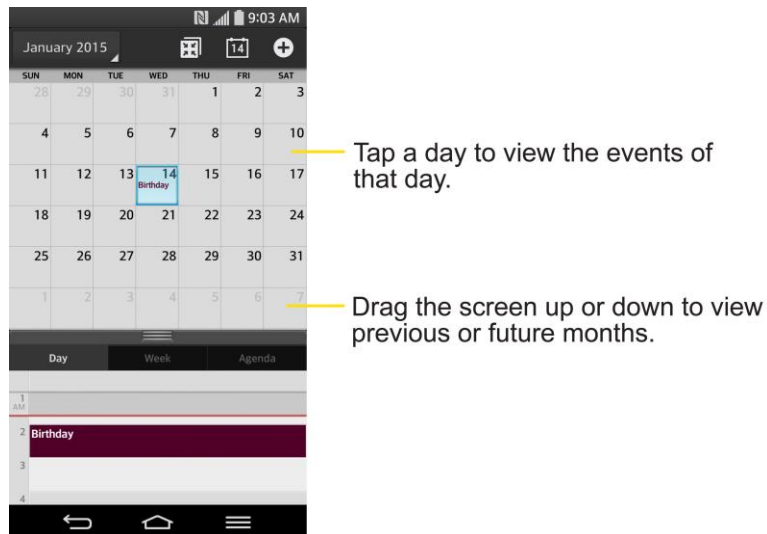 9:03 AM
January 2015
14
SUN MON TUE WED THU FRI SAT
28 29 30 31 1 2 3
4 5 6 7 8 9 10
Tap a day to view the events of
that day.
11 12 13 14 15 16 17
Birthday
18 19 20 21 22 23 24
25 26 27 28 29 30 31
1 2 3 4 5 6 7
Drag the screen up or down to view
previous or future months.
Day Week Agenda
1
AM
2 Birthday
3
4